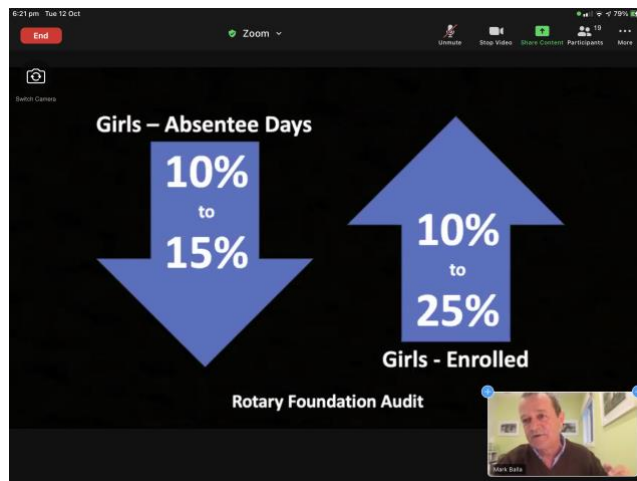 6:21 pm Tue 12 Oct
79%
End
Zoom
Unmute
Stop Video
Share Content
Participants
19
More
Switch Camera
Girls – Absentee Days
10%
to
15%
10%
to
25%
Girls - Enrolled
Rotary Foundation Audit
Mark Balla